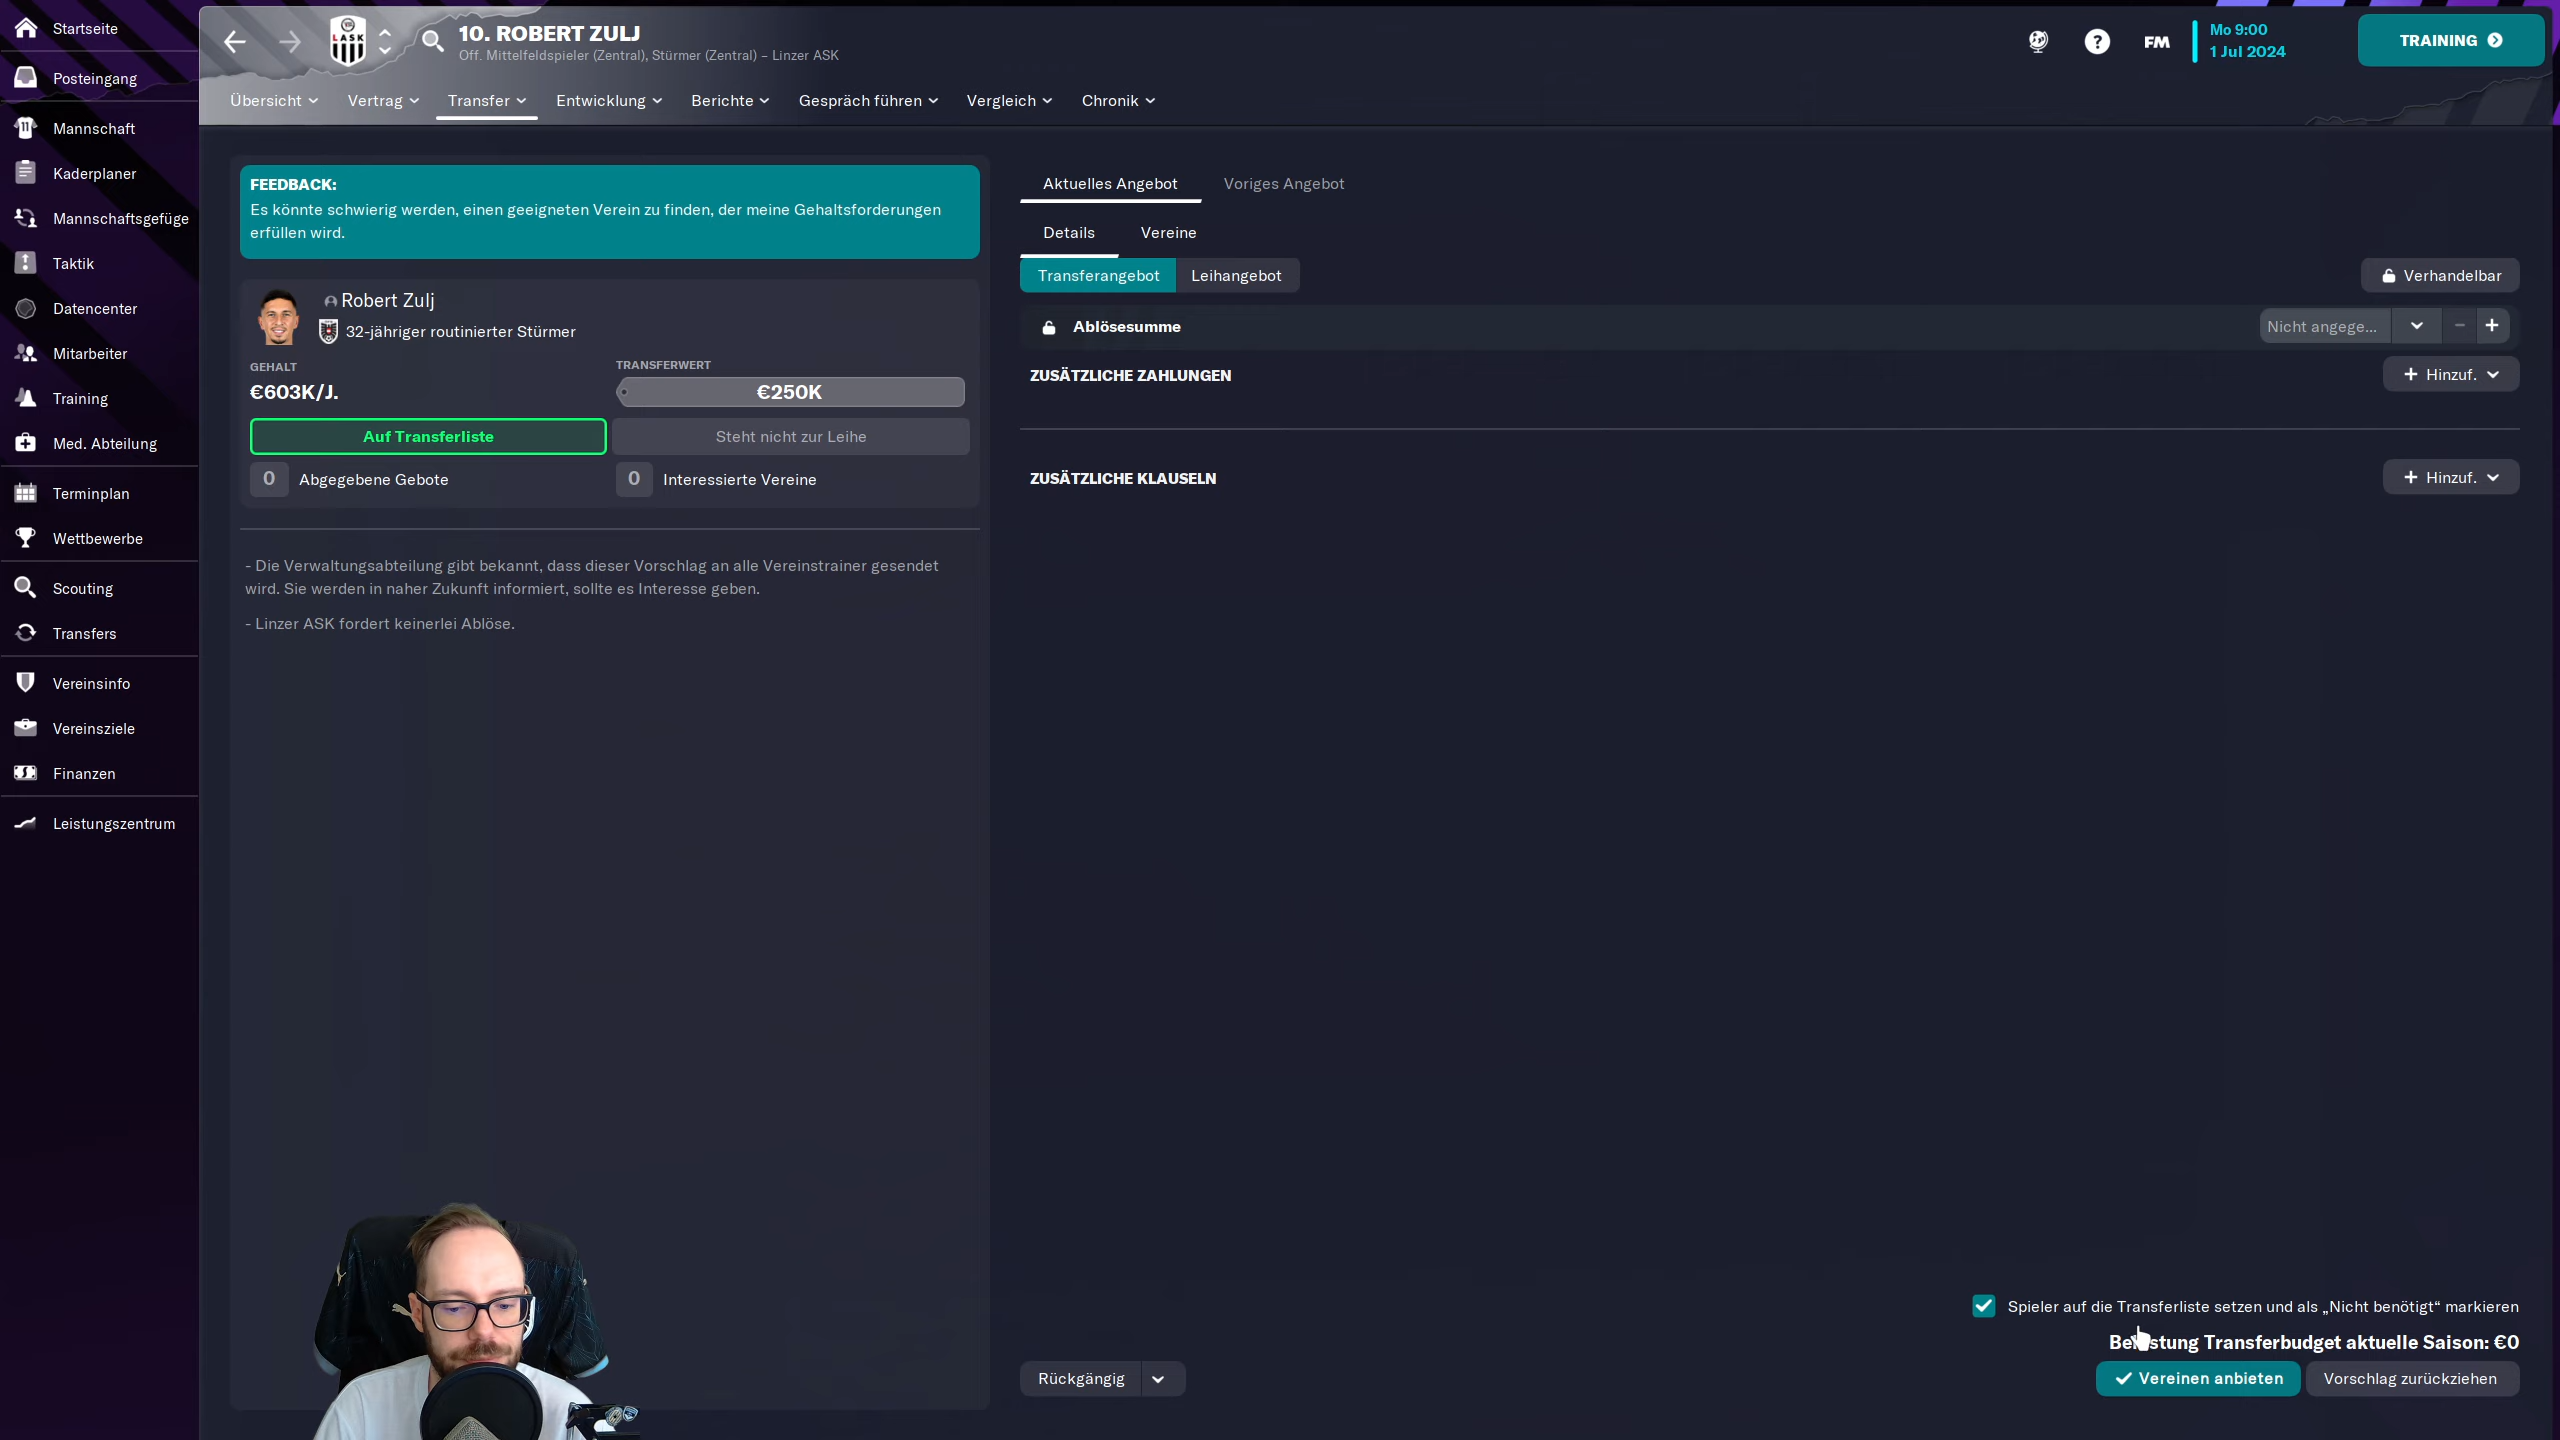 Startseite
Posteingang
Mannschaft
Kaderplaner
Mannschaftsgefüge
Taktik
Datencenter
Mitarbeiter
Training
Med. Abteilung
Terminplan
Wettbewerbe
Scouting
Transfers
Vereinsinfo
Vereinsziele
Finanzen
Leistungszentrum
LASK
10. ROBERT ZULJ
Off. Mittelfeldspieler (Zentral), Stürmer (Zentral) – Linzer ASK
FM
Mo 9:00
1 Jul 2024
TRAINING
Übersicht
Vertrag
Transfer
Entwicklung
Berichte
Gespräch führen
Vergleich
Chronik
FEEDBACK:
Es könnte schwierig werden, einen geeigneten Verein zu finden, der meine Gehaltsforderungen
erfüllen wird.
Robert Zulj
32-jähriger routinierter Stürmer
GEHALT
€603K/J.
TRANSFERWERT
€250K
Auf Transferliste
Steht nicht zur Leihe
0 Abgegebene Gebote
0 Interessierte Vereine
- Die Verwaltungsabteilung gibt bekannt, dass dieser Vorschlag an alle Vereinstrainer gesendet
wird. Sie werden in naher Zukunft informiert, sollte es Interesse geben.
- Linzer ASK fordert keinerlei Ablöse.
Aktuelles Angebot
Voriges Angebot
Details
Vereine
Transferangebot
Leihangebot
Verhandelbar
Ablösesumme
Nicht angege...
ZUSÄTZLICHE ZAHLUNGEN
+ Hinzuf.
ZUSÄTZLICHE KLAUSELN
+ Hinzuf.
Spieler auf die Transferliste setzen und als „Nicht benötigt“ markieren
Transferbudget aktuelle Saison: €0
Rückgängig
Vereinen anbieten
Vorschlag zurückziehen